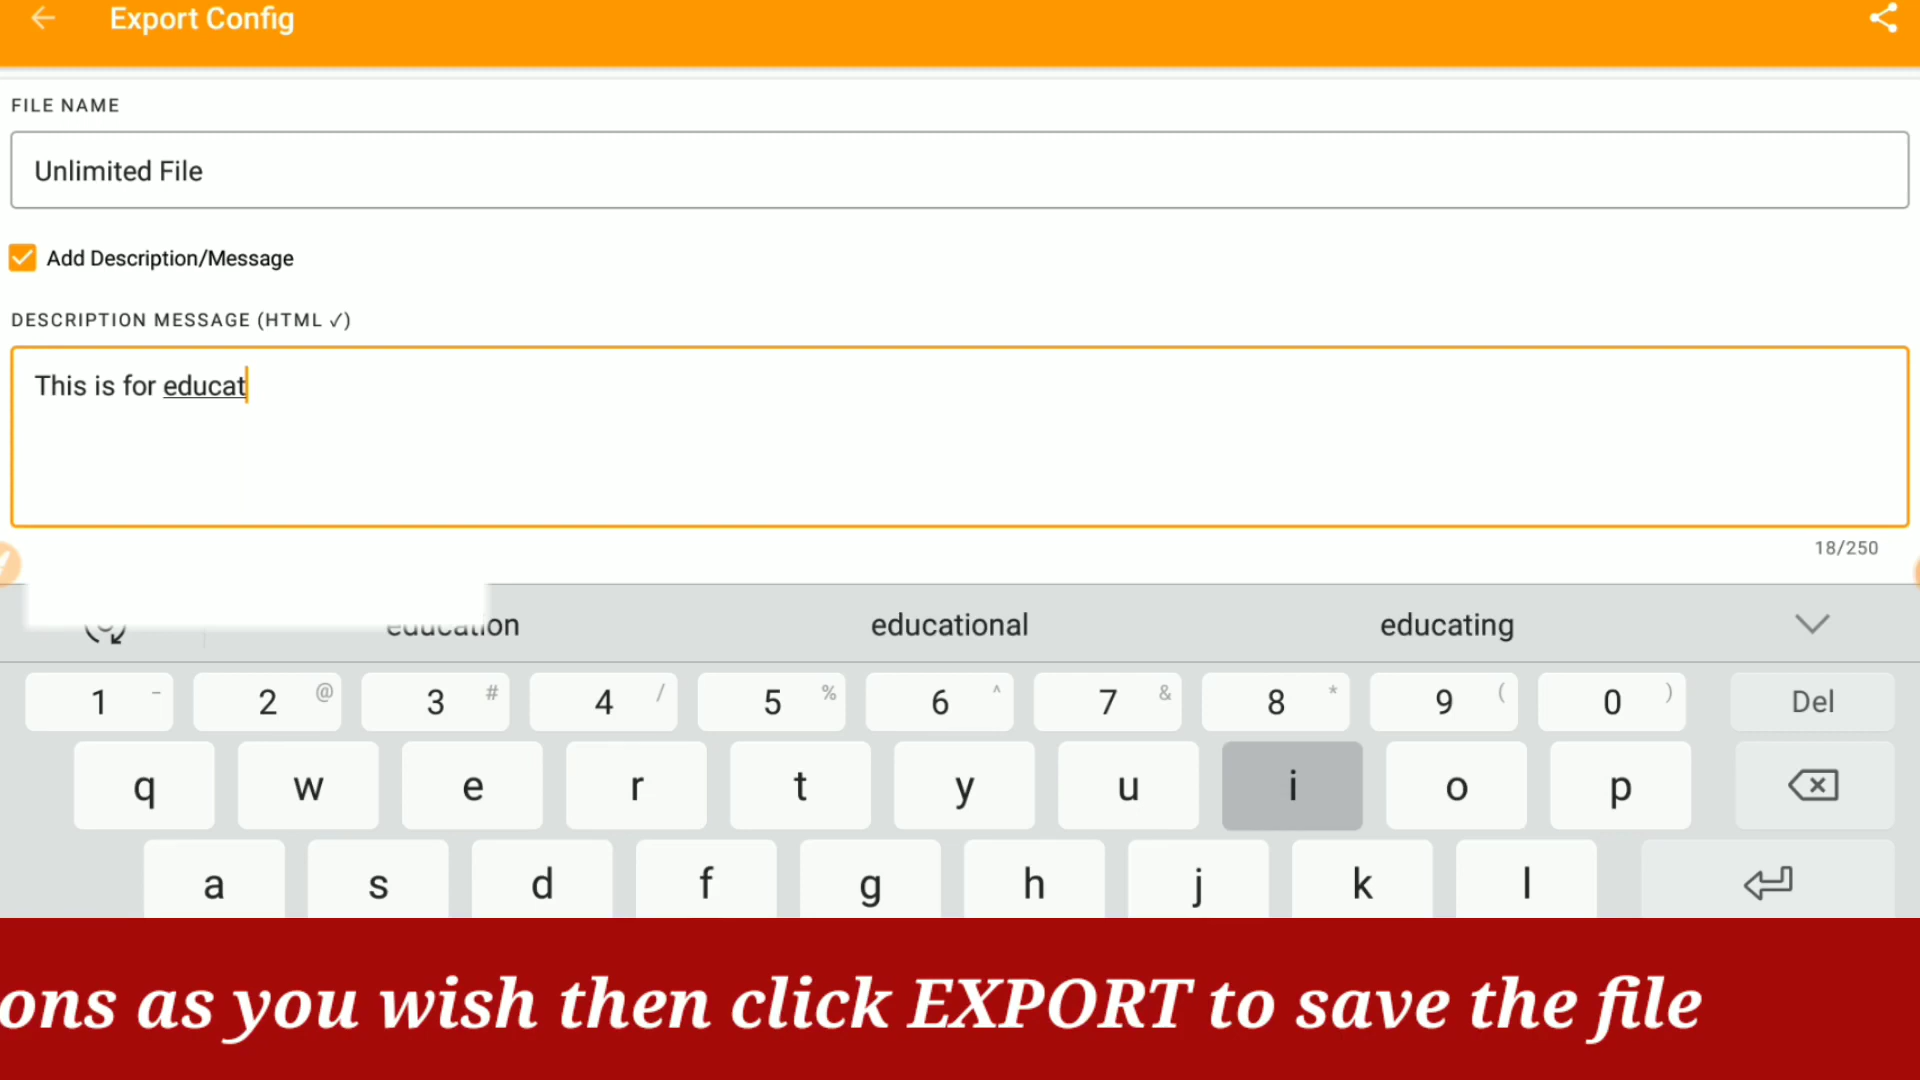 Export Config
FILE NAME
Unlimited File
Add Description/Message
DESCRIPTION MESSAGE (HTML ✓)
This is for educat
18/250
education educational educating
1 - 2 @ 3 # 4 / 5 % 6 ^ 7 & 8 * 9 ( 0 ) Del
q w e r t y u i o p
a s d f g h j k l
ons as you wish then click EXPORT to save the file